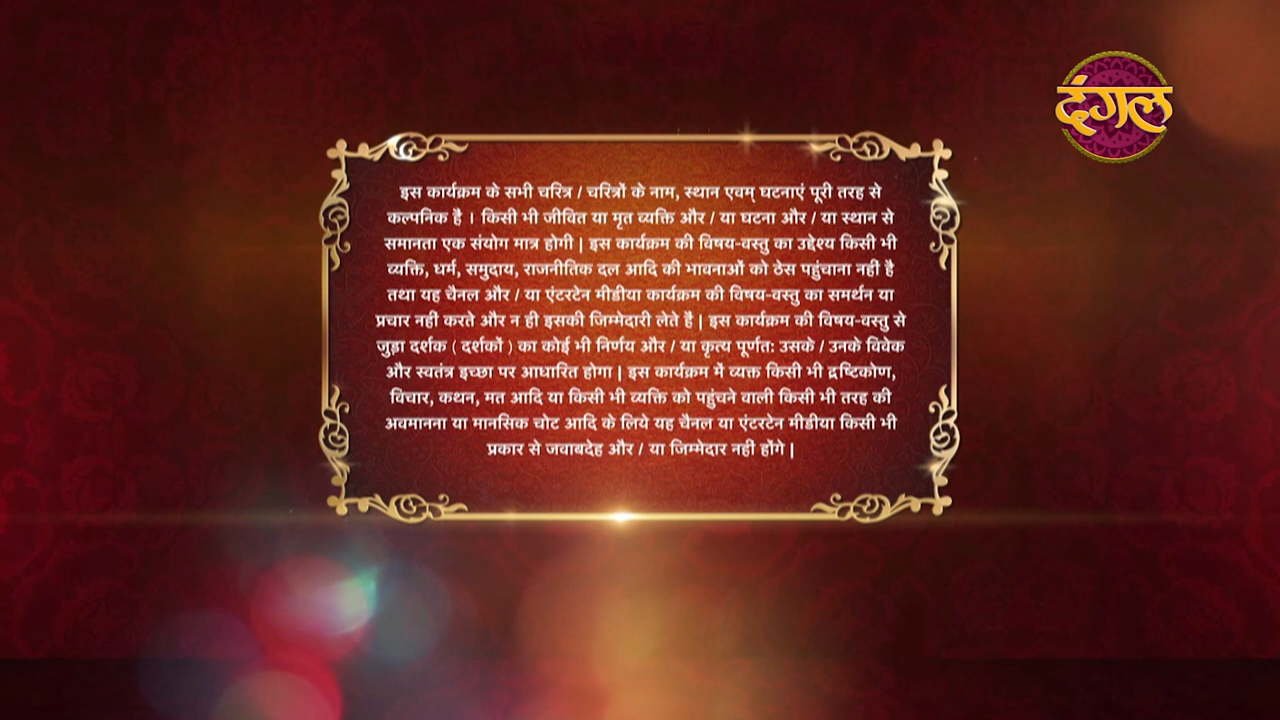 दंगल
इस कार्यक्रम के सभी चरित्र / चरित्रों के नाम, स्थान एवम् घटनाएं पूरी तरह से
कल्पनिक है । किसी भी जीवित या मृत व्यक्ति और / या घटना और / या स्थान से
समानता एक संयोग मात्र होगी | इस कार्यक्रम की विषय-वस्तु का उद्देश्य किसी भी
व्यक्ति, धर्म, समुदाय, राजनीतिक दल आदि की भावनाओं को ठेस पहुंचाना नहीं है
तथा यह चैनल और / या एंटरटेन मीडीया कार्यक्रम की विषय-वस्तु का समर्थन या
प्रचार नहीं करते और न ही इसकी जिम्मेदारी लेते हैं | इस कार्यक्रम की विषय-वस्तु से
जुड़ा दर्शक ( दर्शकों ) का कोई भी निर्णय और / या कृत्य पूर्णत: उसके / उनके विवेक
और स्वतंत्र इच्छा पर आधारित होगा | इस कार्यक्रम में व्यक्त किसी भी द्रष्टिकोण,
विचार, कथन, मत आदि या किसी भी व्यक्ति को पहुंचने वाली किसी भी तरह की
अवमानना या मानसिक चोट आदि के लिये यह चैनल या एंटरटेन मीडीया किसी भी
प्रकार से जवाबदेह और / या जिम्मेदार नहीं होंगे |